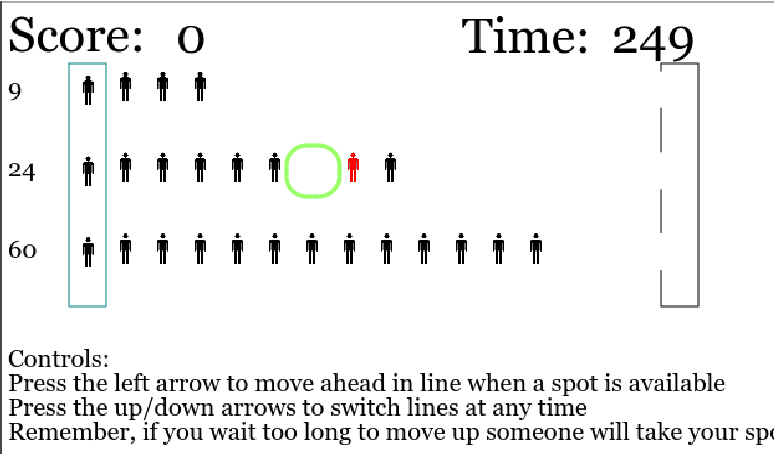 Score: 0
Time: 249
9
24
60
Controls:
Press the left arrow to move ahead in line when a spot is available
Press the up/down arrows to switch lines at any time
Remember, if you wait too long to move up someone will take your spo